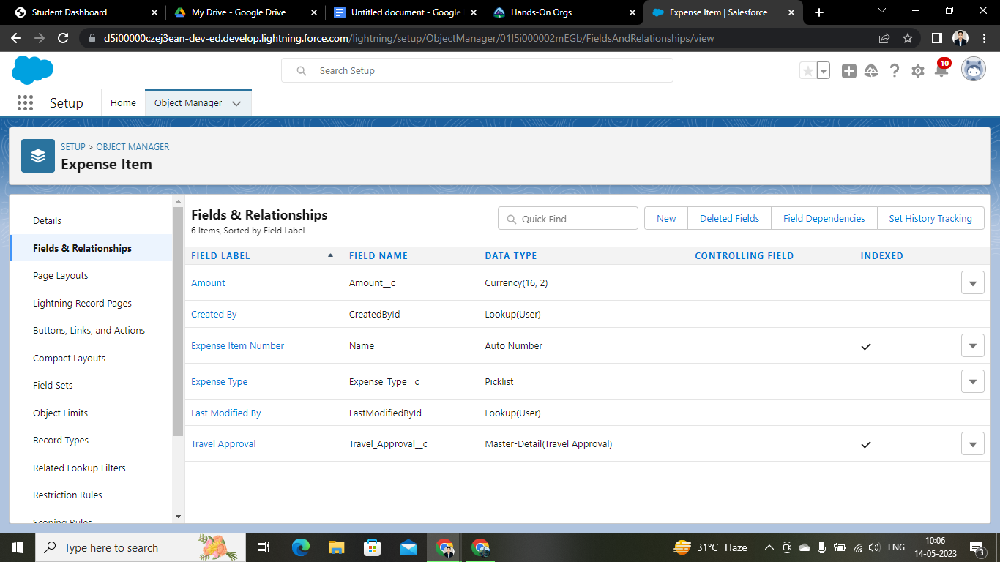 Student Dashboard
My Drive - Google Drive
Untitled document - Google
Hands-On Orgs
Expense Item | Salesforce
d5i00000czej3ean-dev-ed.develop.lightning.force.com/lightning/setup/ObjectManager/01I5i000002mEGb/FieldsAndRelationships/view
Search Setup
10
Setup
Home
Object Manager
SETUP > OBJECT MANAGER
Expense Item
Details
Fields & Relationships
Page Layouts
Lightning Record Pages
Buttons, Links, and Actions
Compact Layouts
Field Sets
Object Limits
Record Types
Related Lookup Filters
Restriction Rules
Scoping Rules
Fields & Relationships
6 Items, Sorted by Field Label
Quick Find
New
Deleted Fields
Field Dependencies
Set History Tracking
FIELD LABEL FIELD NAME DATA TYPE CONTROLLING FIELD INDEXED
Amount Amount__c Currency(16, 2)
Created By CreatedById Lookup(User)
Expense Item Number Name Auto Number
Expense Type Expense_Type__c Picklist
Last Modified By LastModifiedById Lookup(User)
Travel Approval Travel_Approval__c Master-Detail(Travel Approval)
Type here to search
31°C Haze
ENG
10:06
14-05-2023
3